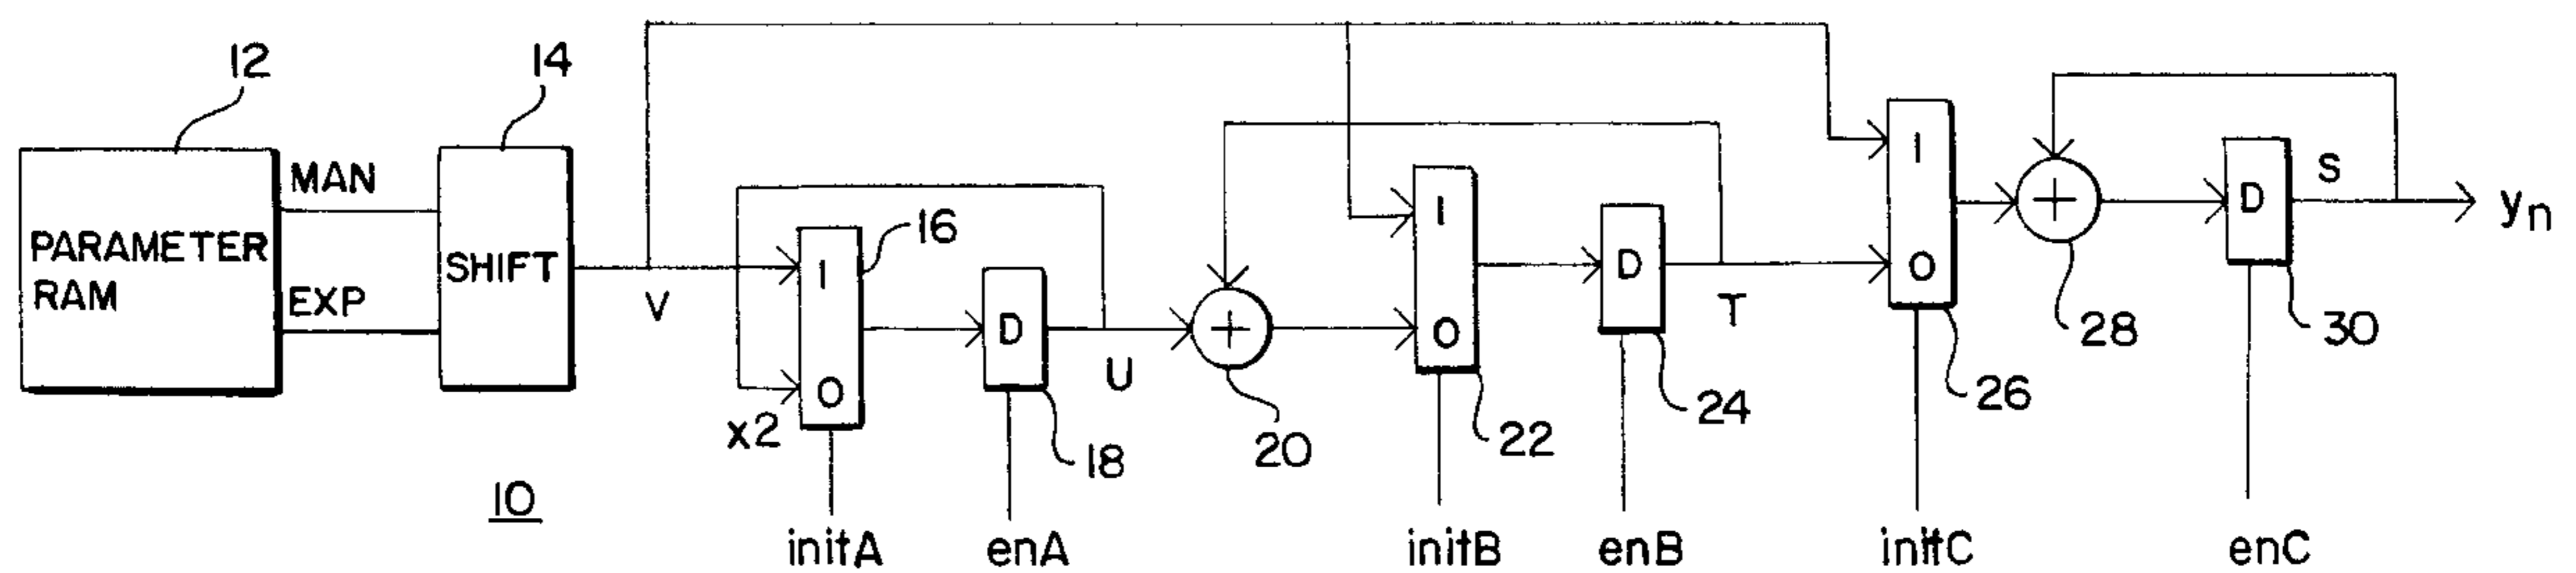 12
14
PARAMETER
RAM
MAN
EXP
SHIFT
V
I
O
x2
16
D
U
18
20
I
O
22
D
T
24
I
O
26
28
D
S
30
yn
10
initA
enA
initB
enB
initC
enC